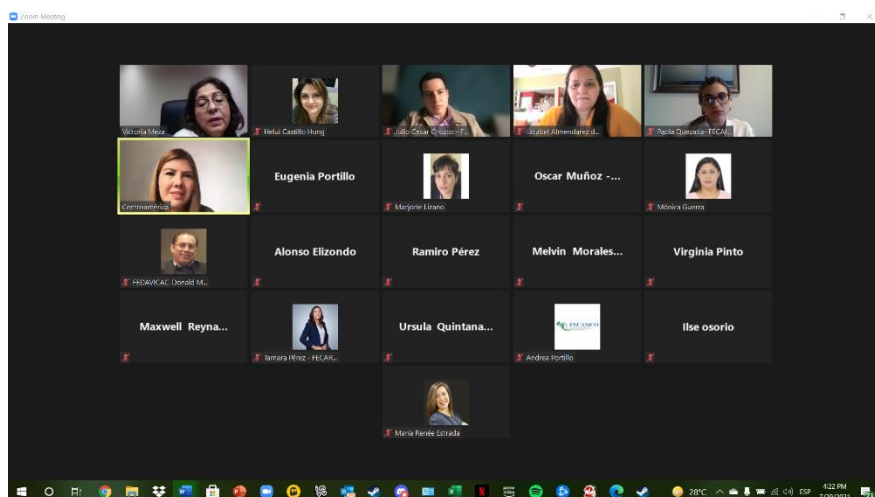 Zoom Meeting
Victoria Meza
Helui Castillo Hung
Julio Cesar Orozco - F...
Paola Quezada- FECAI...
Centroamérica
Eugenia Portillo
Marjorie Lizano
Oscar Muñoz -...
Mónica Guerra
FEDAVICAC Donald M...
Alonso Elizondo
Ramiro Pérez
Melvin Morales...
Virginia Pinto
Maxwell Reyna...
Tamara Pérez - FECAR...
Ursula Quintana...
FECAMCO
Andrea Portillo
Ilse osorio
María Renée Estrada
28°C
ESP
4:22 PM